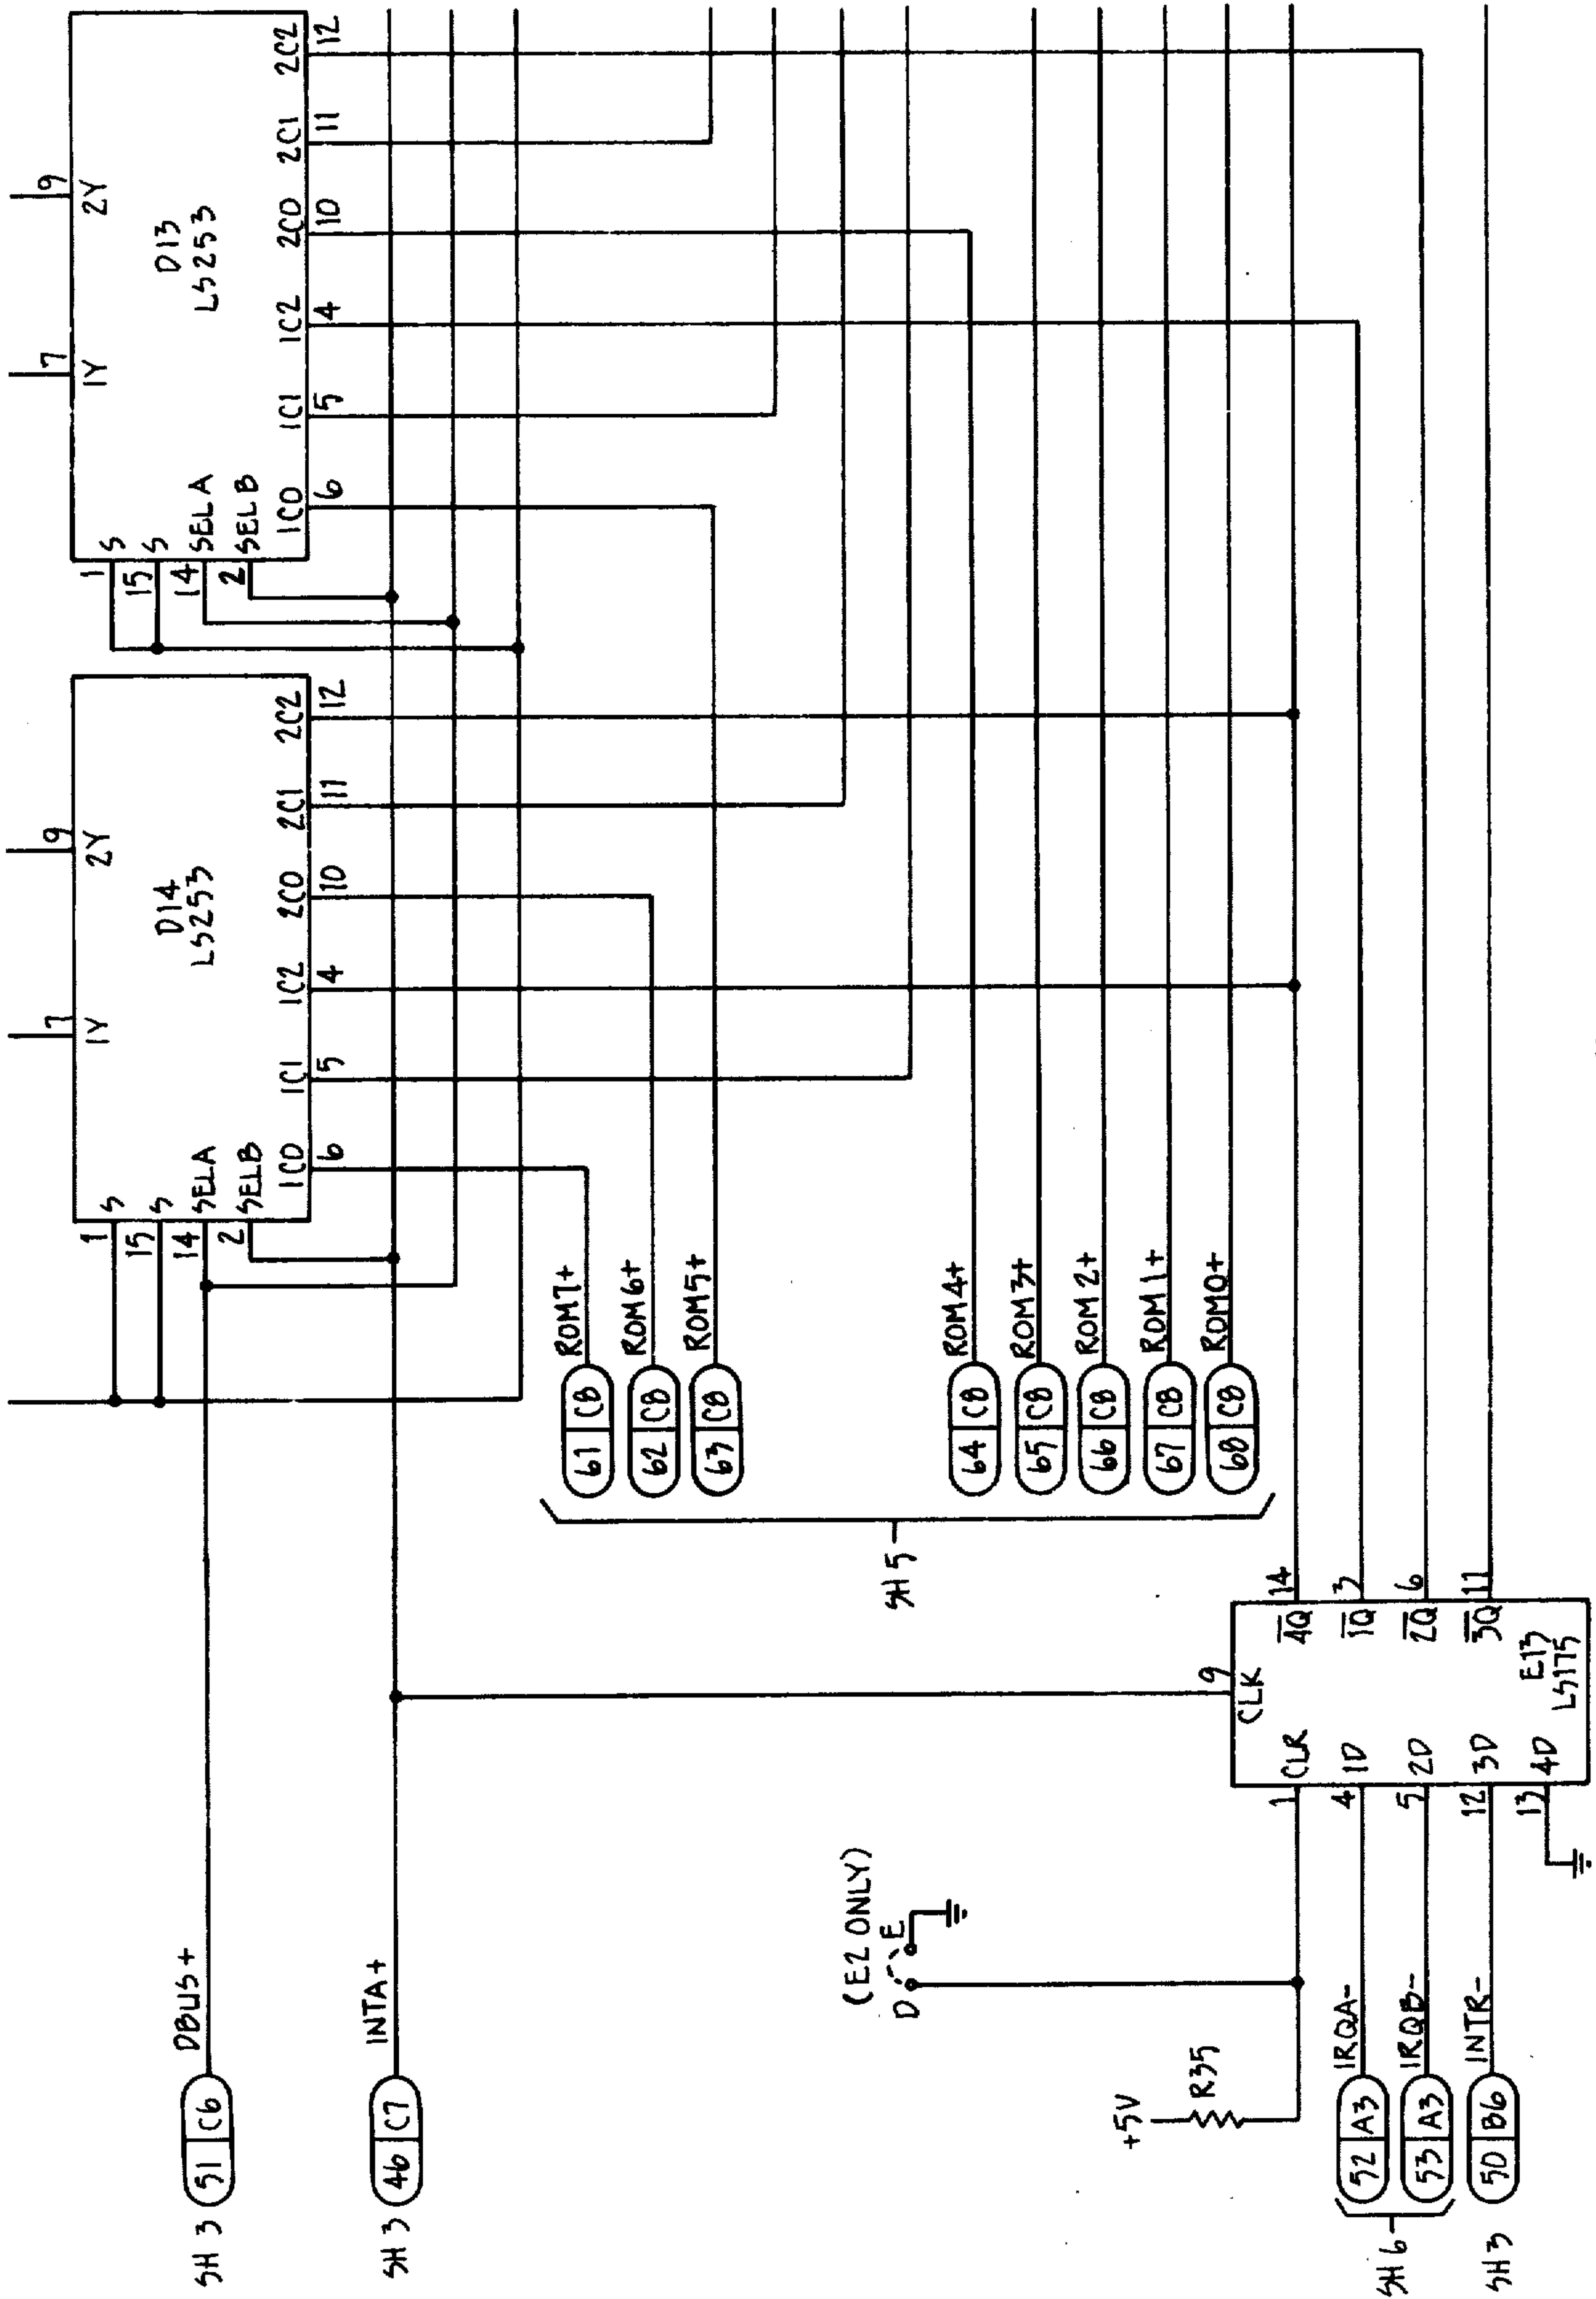 7
9
1Y
2Y
D14
LS253
1
S
15
S
14
SELA
2
SELB
1C0
1C1
1C2
2C0
2C1
2C2
6
5
4
10
11
12
7
9
1Y
2Y
D13
LS253
1
S
15
S
14
SELA
2
SELB
1C0
1C1
1C2
2C0
2C1
2C2
6
5
4
10
11
12
SH 3
51 C6
DBUS+
SH 3
46 C7
INTA+
61 C8
ROM7+
62 C8
ROM6+
63 C8
ROM5+
SH 5
64 C8
ROM4+
65 C8
ROM3+
66 C8
ROM2+
67 C8
ROM1+
68 C8
ROM0+
(E2 ONLY)
D
E
+5V
R35
9
CLK
1
CLR
4Q
14
52 A3
IRQA-
4
1D
1Q
3
SH 6
53 A3
IRQB-
5
2D
2Q
6
SH 3
50 B6
INTR-
12
3D
3Q
11
13
4D
E13
LS175